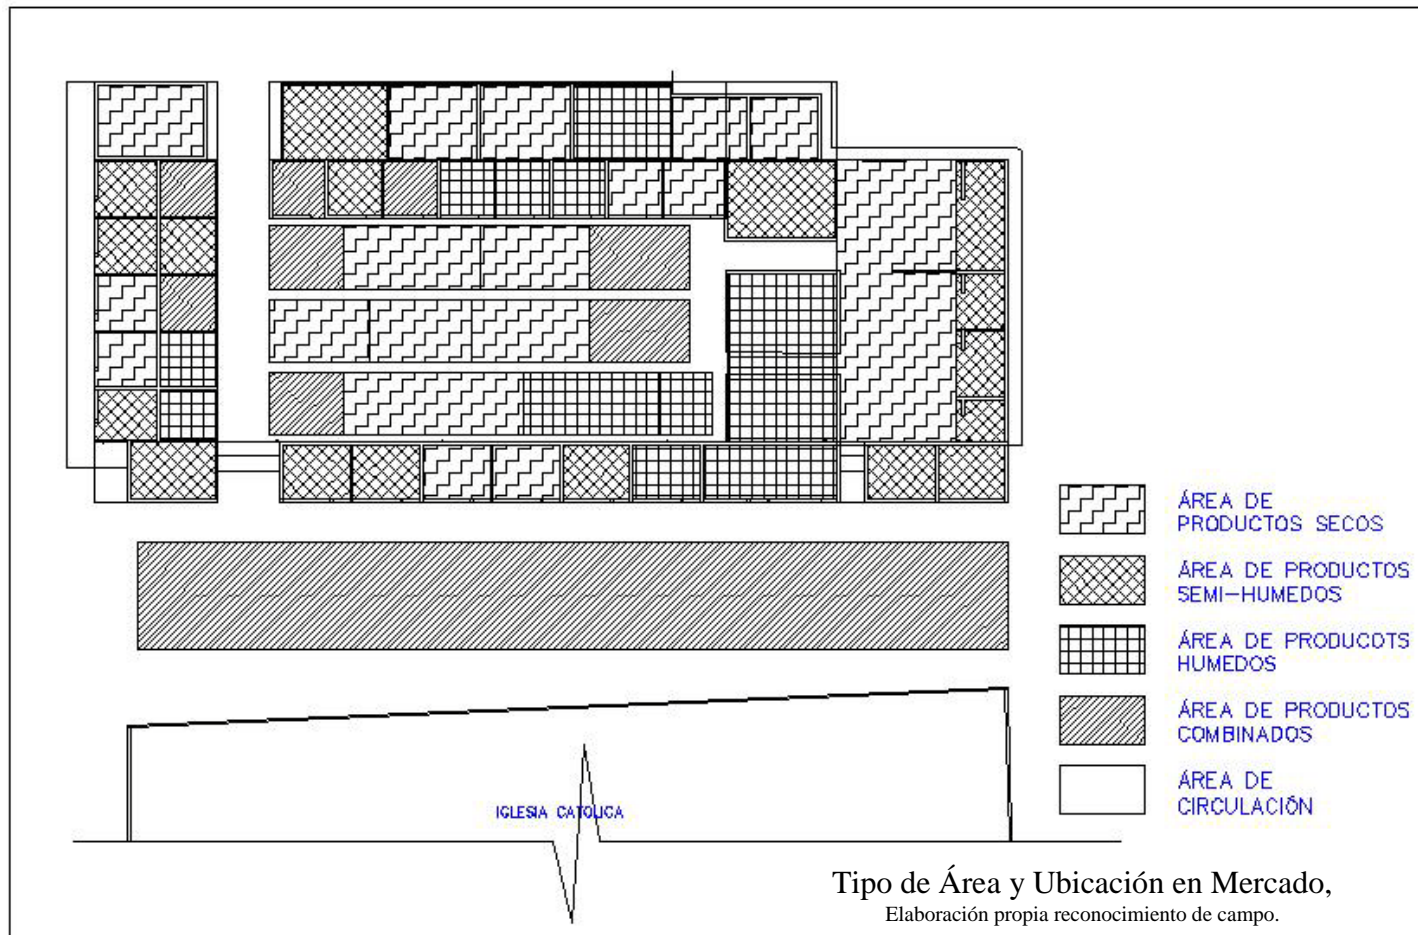 ÁREA DE
PRODUCTOS SECOS
ÁREA DE PRODUCTOS
SEMI-HUMEDOS
ÁREA DE PRODUCOTS
HUMEDOS
ÁREA DE PRODUCTOS
COMBINADOS
ÁREA DE
CIRCULACIÓN
IGLESIA CATOLICA
Tipo de Área y Ubicación en Mercado,
Elaboración propia reconocimiento de campo.